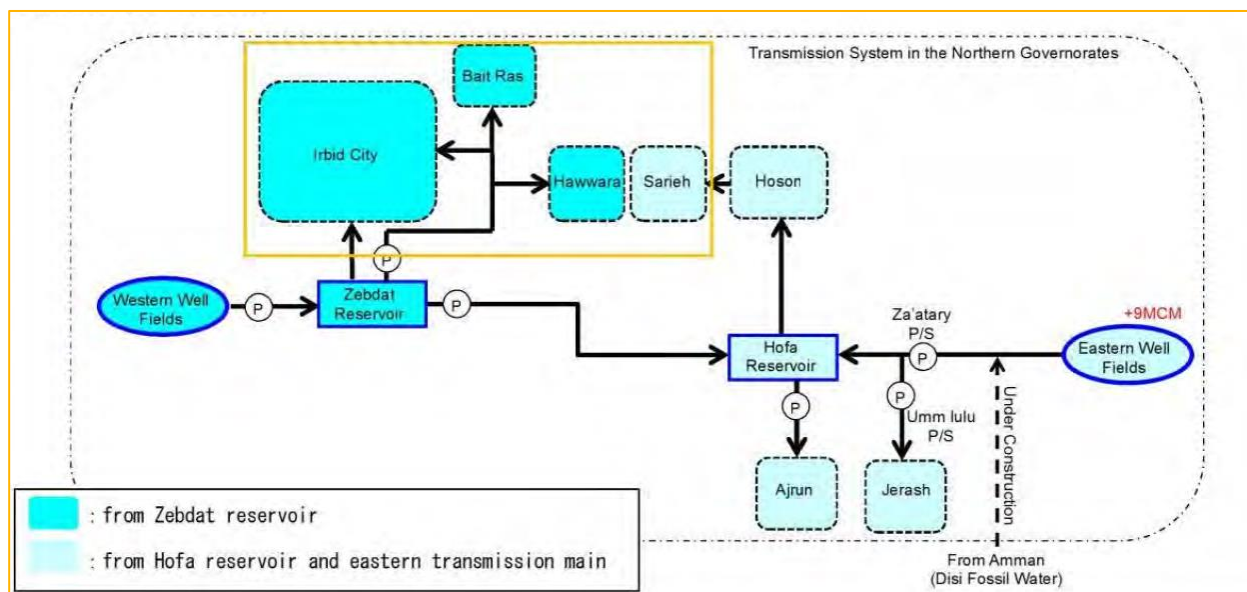 Transmission System in the Northern Governorates
Bait Ras
Irbid City
Hawwara
Sarieh
Hoson
P
Western Well
Fields
P
Zebdat
Reservoir
P
Za'atary
P/S
+9MCM
Hofa
Reservoir
P
Eastern Well
Fields
P
P
Umm lulu
P/S
Under Construction
Ajrun
Jerash
: from Zebdat reservoir
: from Hofa reservoir and eastern transmission main
From Amman
(Disi Fossil Water)